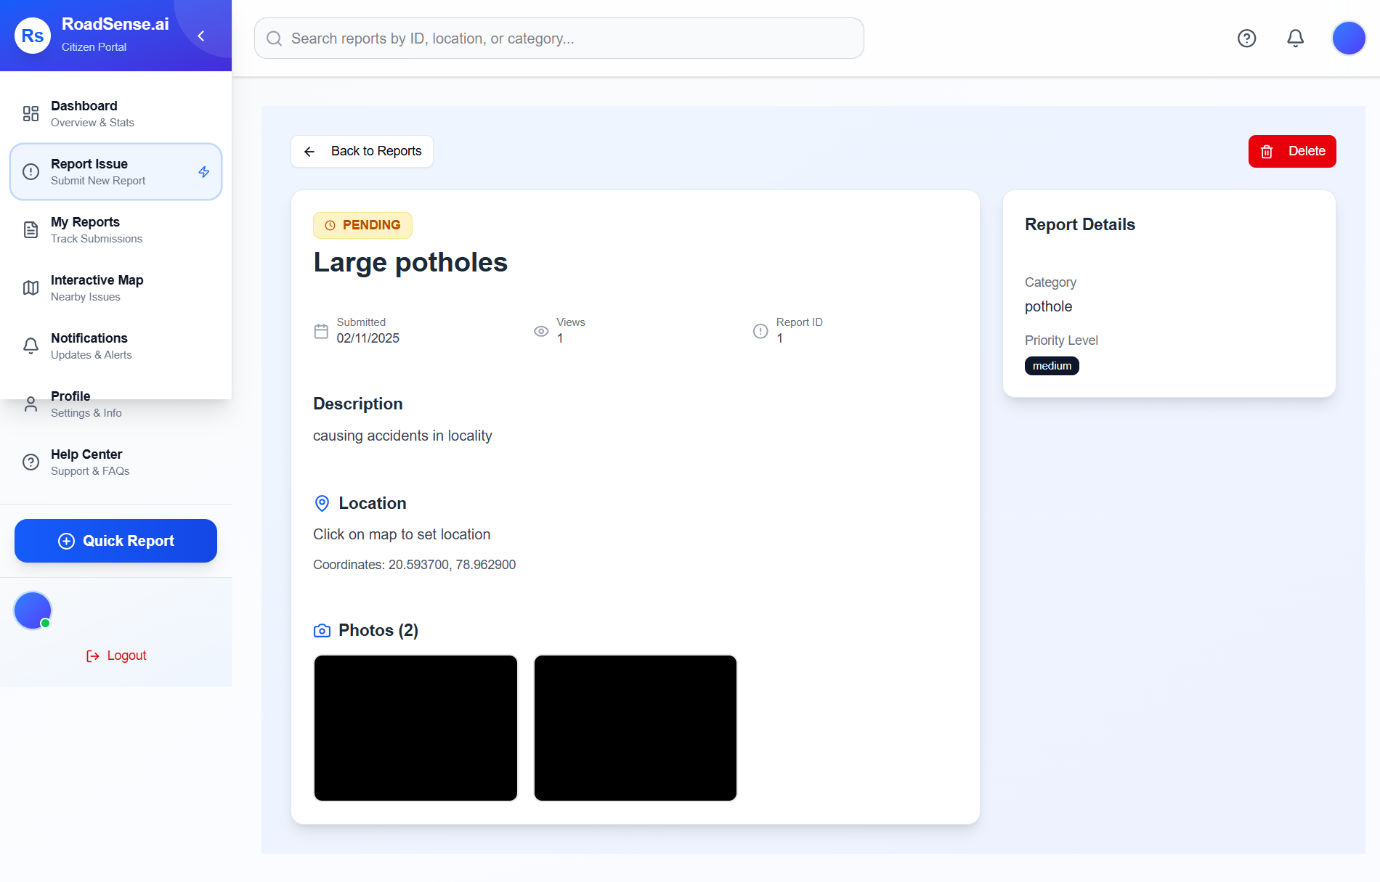 Rs
RoadSense.ai
Citizen Portal
Search reports by ID, location, or category...
Dashboard
Overview & Stats
Report Issue
Submit New Report
My Reports
Track Submissions
Interactive Map
Nearby Issues
Notifications
Updates & Alerts
Profile
Settings & Info
Help Center
Support & FAQs
Quick Report
Logout
Back to Reports
Delete
PENDING
Large potholes
Submitted
02/11/2025
Views
1
Report ID
1
Description
causing accidents in locality
Location
Click on map to set location
Coordinates: 20.593700, 78.962900
Photos (2)
Report Details
Category
pothole
Priority Level
medium